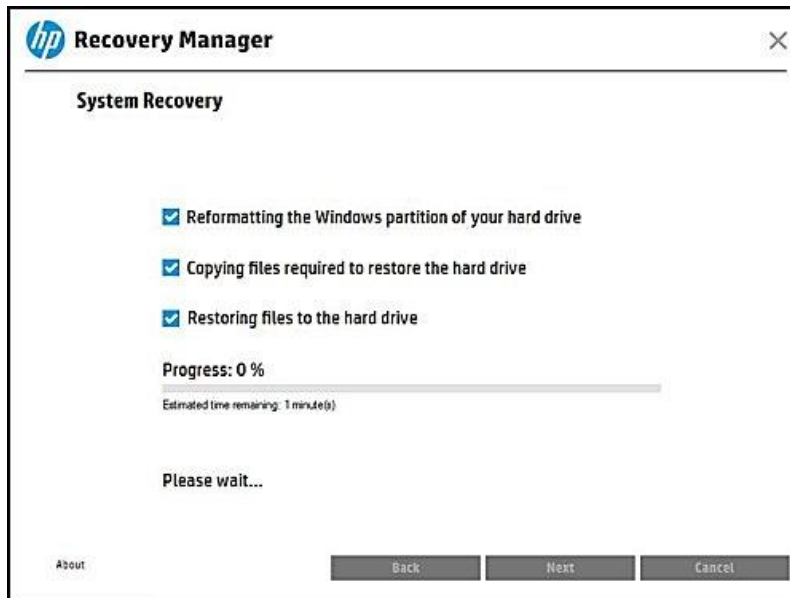 hp Recovery Manager
System Recovery
Reformatting the Windows partition of your hard drive
Copying files required to restore the hard drive
Restoring files to the hard drive
Progress: 0 %
Estimated time remaining: 1 minute(s)
Please wait...
About
Back
Next
Cancel